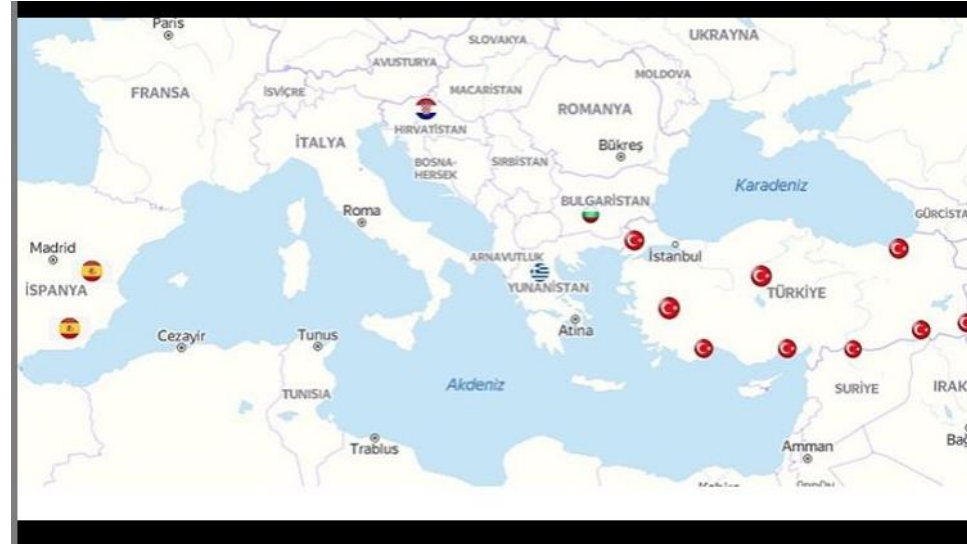 Paris
SLOVAKYA
UKRAYNA
AVUSTURYA
MOLDOVA
FRANSA
İSVİÇRE
MACARİSTAN
ROMANYA
HIRVATİSTAN
İTALYA
Bükreş
BOSNA-
HERSEK
SIRBİSTAN
Karadeniz
BULGARİSTAN
Roma
GÜRCİSTA
Madrid
İstanbul
ARNAVUTLUK
İSPANYA
YUNANİSTAN
TÜRKİYE
Atina
Cezayir
Tunus
Akdeniz
TUNISIA
SURİYE
IRAK
Trablus
Amman
Bağ